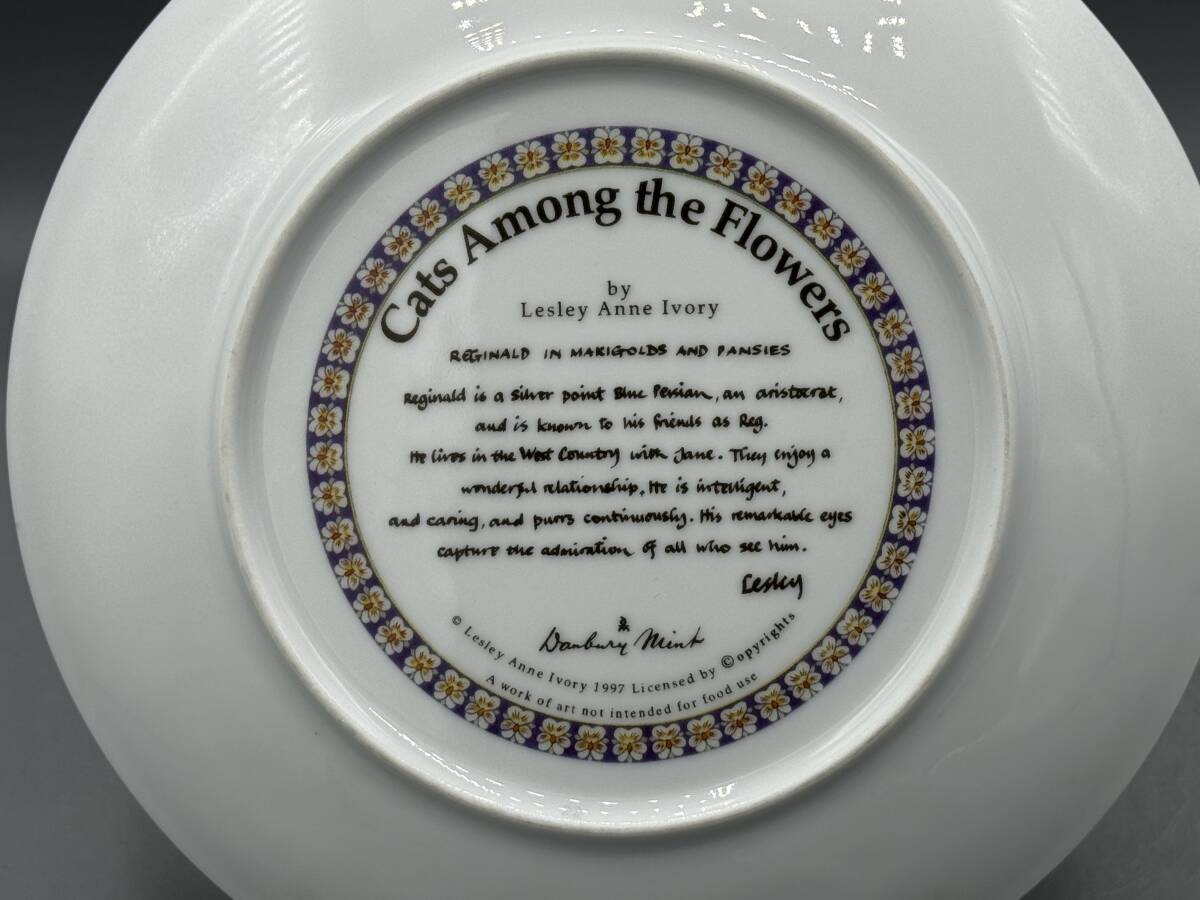 Cats Among the Flowers
by
Lesley Anne Ivory
REGINALD IN MARIGOLDS AND PANSIES
Reginald is a Silver point Blue Persian, an aristocrat,
and is known to his friends as Reg.
He lives in the West Country with Jane. They enjoy a
wonderful relationship. He is intelligent,
and caring, and purrs continuously. His remarkable eyes
capture the admiration of all who see him.
Lesley
DM
Danbury Mint
© Lesley Anne Ivory 1997 Licensed by ©opyrights
A work of art not intended for food use